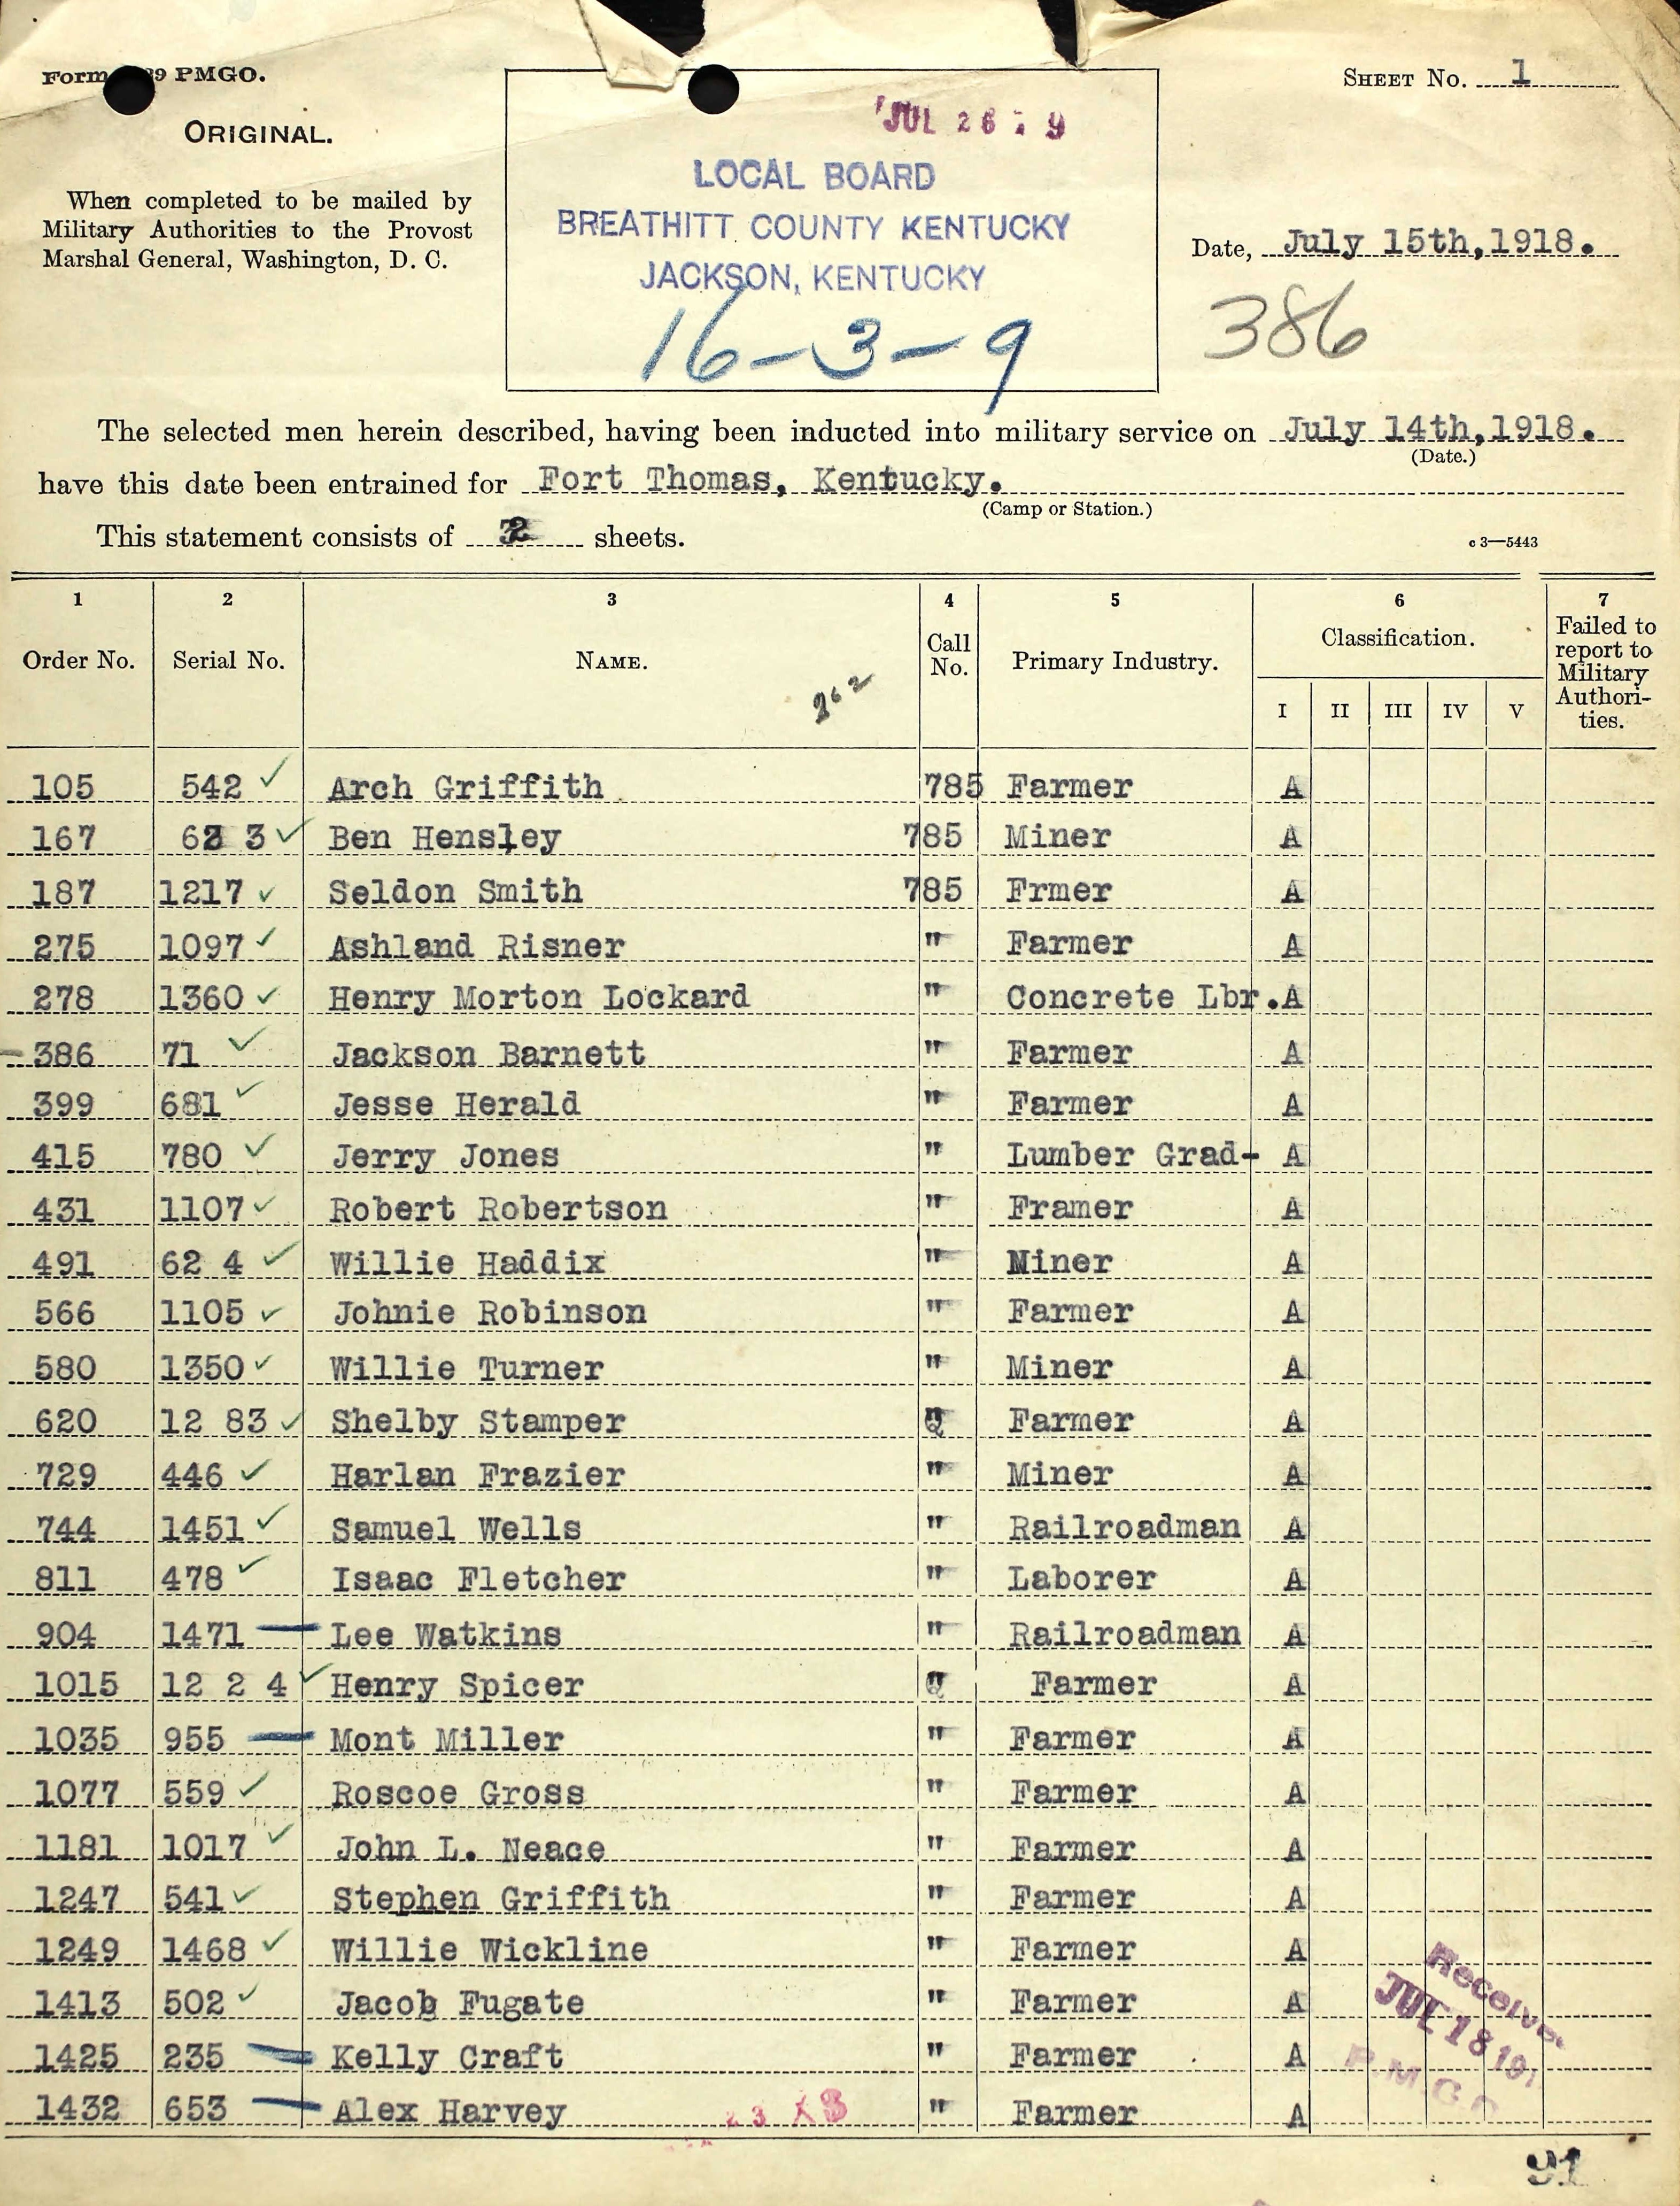 Form 89 PMGO.
ORIGINAL.
When completed to be mailed by
Military Authorities to the Provost
Marshal General, Washington, D. C.
JUL 26
LOCAL BOARD
BREATHITT COUNTY KENTUCKY
JACKSON, KENTUCKY
16-3-9
SHEET No. 1
Date, July 15th,1918.
386
The selected men herein described, having been inducted into military service on July 14th,1918.
(Date.)
have this date been entrained for Fort Thomas, Kentucky.
(Camp or Station.)
This statement consists of 2 sheets.
c 3—5443
1 2 3 4 5 6 7
Order No. Serial No. NAME. Call No. Primary Industry. Classification. Failed to report to Military Authori- ties.
I II III IV V
105 542 ✓ Arch Griffith 785 Farmer A
167 63 3 ✓ Ben Hensley 785 Miner A
187 1217 ✓ Seldon Smith 785 Frmer A
275 1097 ✓ Ashland Risner " Farmer A
278 1360 ✓ Henry Morton Lockard " Concrete Lbr. A
386 71 ✓ Jackson Barnett " Farmer A
399 681 ✓ Jesse Herald " Farmer A
415 780 ✓ Jerry Jones " Lumber Grad- A
431 1107 ✓ Robert Robertson " Framer A
491 62 4 ✓ Willie Haddix " Miner A
566 1105 ✓ Johnie Robinson " Farmer A
580 1350 ✓ Willie Turner " Miner A
620 12 83 ✓ Shelby Stamper " Farmer A
729 446 ✓ Harlan Frazier " Miner A
744 1451 ✓ Samuel Wells " Railroadman A
811 478 ✓ Isaac Fletcher " Laborer A
904 1471 — Lee Watkins " Railroadman A
1015 12 2 4 ✓ Henry Spicer " Farmer A
1035 955 — Mont Miller " Farmer A
1077 559 ✓ Roscoe Gross " Farmer A
1181 1017 ✓ John L. Neace " Farmer A
1247 541 ✓ Stephen Griffith " Farmer A
1249 1468 ✓ Willie Wickline " Farmer A
1413 502 ✓ Jacob Fugate " Farmer A
1425 235 — Kelly Craft " Farmer A
1432 653 — Alex Harvey " Farmer A
Receive
JUL 18 191
P.M.G.O
91